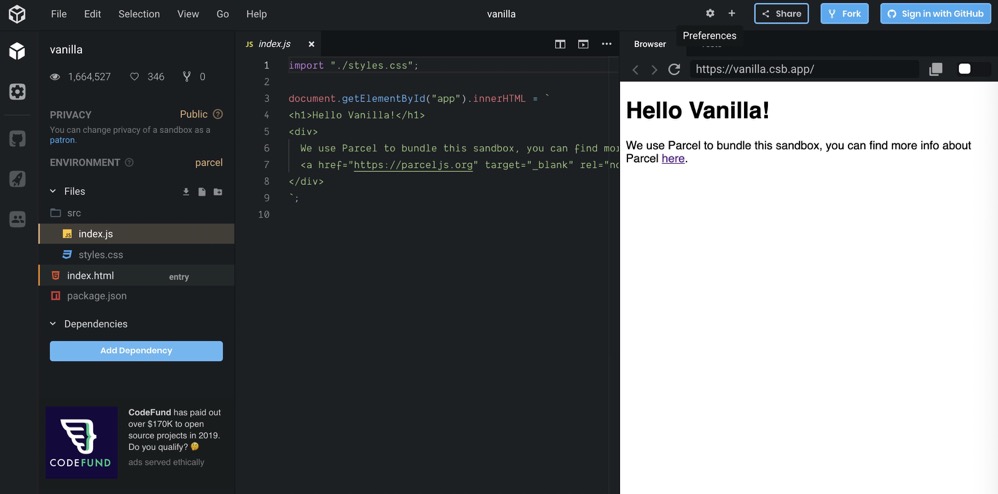 File Edit Selection View Go Help
vanilla
Share
Fork
Sign in with GitHub
Preferences
vanilla
1,664,527 346 0
PRIVACY Public
You can change privacy of a sandbox as a
patron.
ENVIRONMENT parcel
Files
src
JS index.js
styles.css
index.html entry
package.json
Dependencies
Add Dependency
CODEFUND
CodeFund has paid out
over $170K to open
source projects in 2019.
Do you qualify? 🤔
ads served ethically
JS index.js
1 import "./styles.css";
2
3 document.getElementById("app").innerHTML = `
4 <h1>Hello Vanilla!</h1>
5 <div>
6 We use Parcel to bundle this sandbox, you can find mo
7 <a href="https://parceljs.org" target="_blank" rel="no
8 </div>
9 `;
10
Browser
https://vanilla.csb.app/
Hello Vanilla!
We use Parcel to bundle this sandbox, you can find more info about
Parcel here.